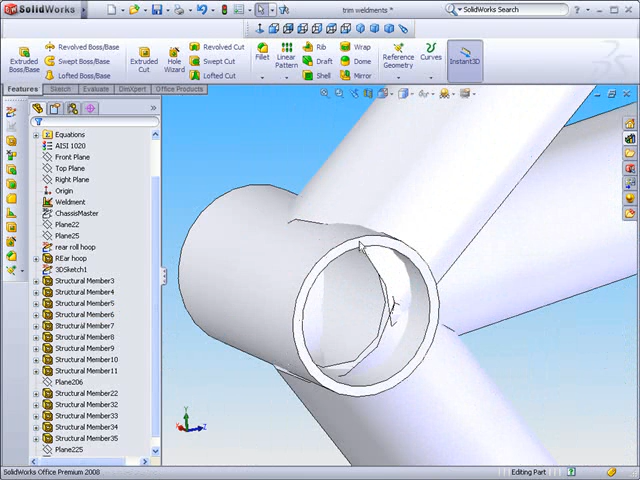 SolidWorks
trim weldments *
SolidWorks Search
Extruded Boss/Base
Revolved Boss/Base
Swept Boss/Base
Lofted Boss/Base
Extruded Cut
Hole Wizard
Revolved Cut
Swept Cut
Lofted Cut
Fillet
Linear Pattern
Rib
Draft
Shell
Wrap
Dome
Mirror
Reference Geometry
Curves
Instant3D
Features
Sketch
Evaluate
DimXpert
Office Products
Equations
AISI 1020
Front Plane
Top Plane
Right Plane
Origin
Weldment
ChassisMaster
Plane22
Plane25
rear roll hoop
REar hoop
3DSketch1
Structural Member3
Structural Member4
Structural Member5
Structural Member6
Structural Member7
Structural Member8
Structural Member9
Structural Member10
Structural Member11
Plane206
Structural Member22
Structural Member32
Structural Member33
Structural Member34
Structural Member35
Plane225
Y
X
Z
SolidWorks Office Premium 2008
Editing Part